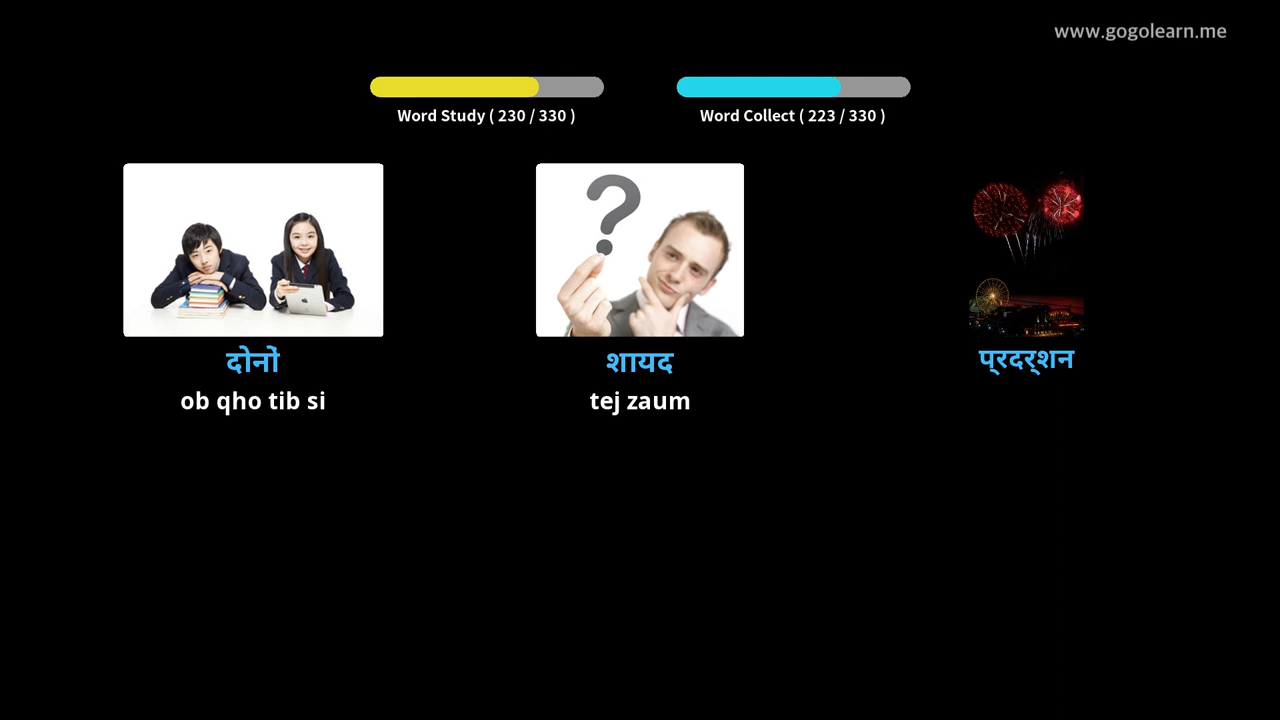 www.gogolearn.me
Word Study ( 230 / 330 )
Word Collect ( 223 / 330 )
दोनों
शायद
प्रदर्शन
ob qho tib si
tej zaum